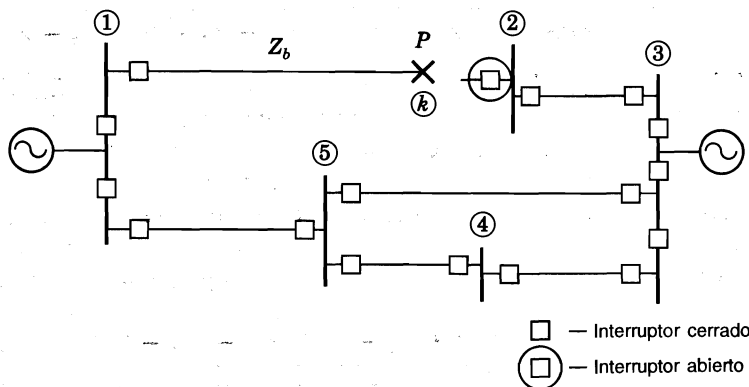 ① ② ③
Z_b P
ⓚ
⑤
④
— Interruptor cerrado
— Interruptor abierto